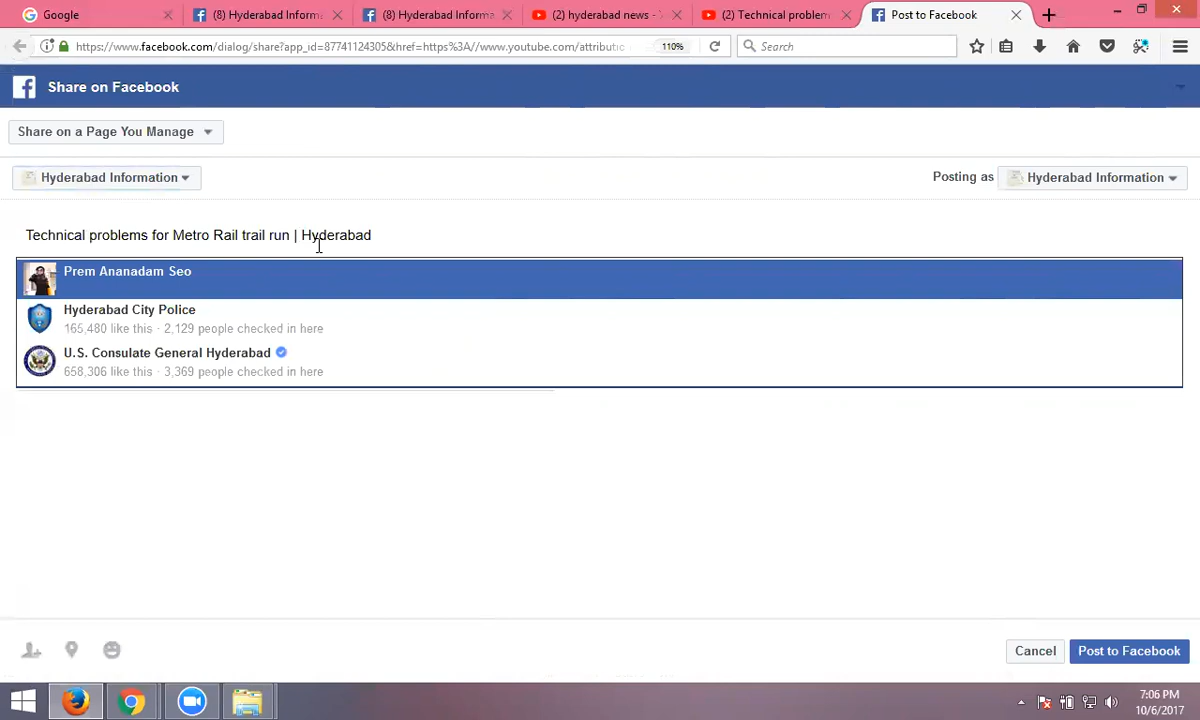 Google
(8) Hyderabad Informa
(8) Hyderabad Informa
(2) hyderabad news -
(2) Technical problem
Post to Facebook
https://www.facebook.com/dialog/share?app_id=87741124305&href=https%3A//www.youtube.com/attributic
110%
Search
Share on Facebook
Share on a Page You Manage
Hyderabad Information
Posting as
Hyderabad Information
Technical problems for Metro Rail trail run | Hyderabad
Prem Ananadam Seo
Hyderabad City Police
165,480 like this · 2,129 people checked in here
U.S. Consulate General Hyderabad
658,306 like this · 3,369 people checked in here
Cancel
Post to Facebook
7:06 PM
10/6/2017